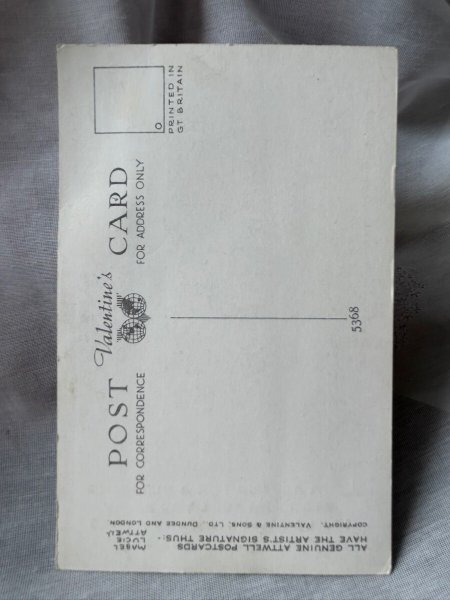 POST Valentine's CARD
FOR CORRESPONDENCE
FOR ADDRESS ONLY
PRINTED IN
GT BRITAIN
5368
ALL GENUINE ATTWELL POSTCARDS
HAVE THE ARTIST'S SIGNATURE THUS:-
MABEL
LUCIE
ATTWELL
COPYRIGHT. VALENTINE & SONS, LTD., DUNDEE AND LONDON